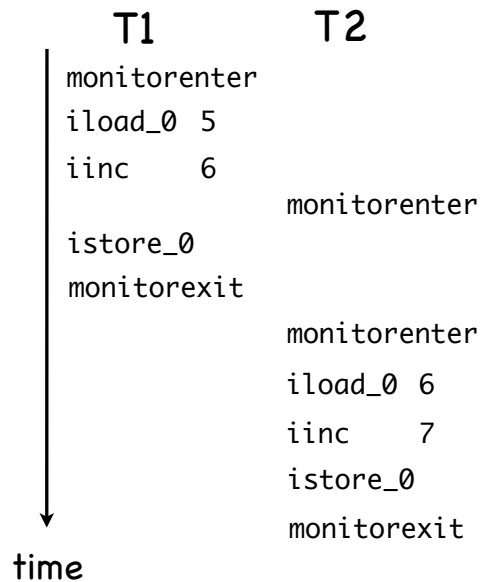 T1 T2
monitorenter
iload_0 5
iinc 6
monitorenter
istore_0
monitorexit
monitorenter
iload_0 6
iinc 7
istore_0
monitorexit
time